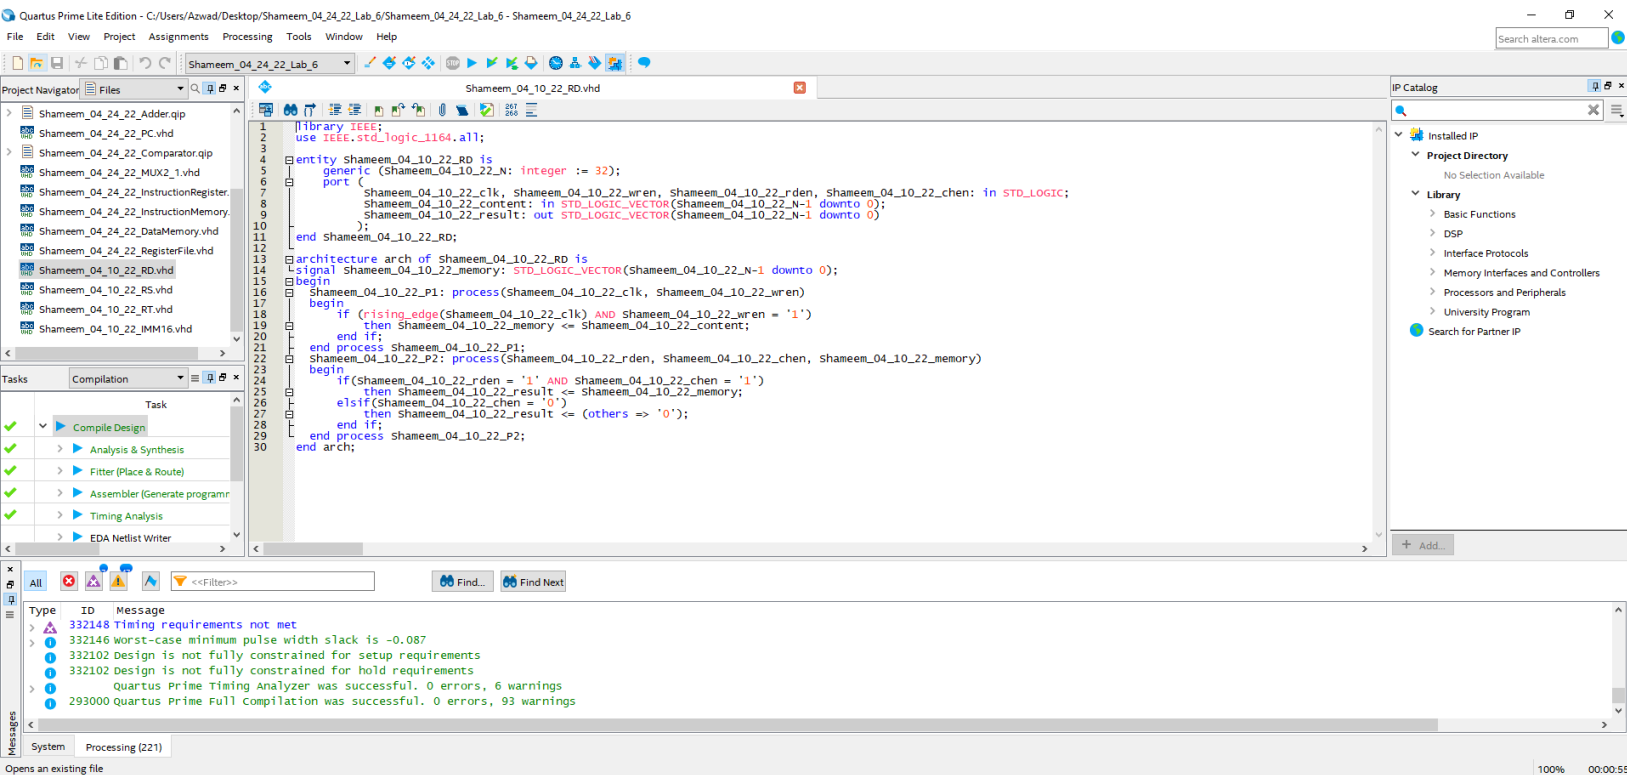 Quartus Prime Lite Edition - C:/Users/Azwad/Desktop/Shameem_04_24_22_Lab_6/Shameem_04_24_22_Lab_6 - Shameem_04_24_22_Lab_6
File Edit View Project Assignments Processing Tools Window Help
Search altera.com
Shameem_04_24_22_Lab_6
Project Navigator Files
Shameem_04_24_22_Adder.qip
Shameem_04_24_22_PC.vhd
Shameem_04_24_22_Comparator.qip
Shameem_04_24_22_MUX2_1.vhd
Shameem_04_24_22_InstructionRegister.
Shameem_04_24_22_InstructionMemory.
Shameem_04_24_22_DataMemory.vhd
Shameem_04_24_22_RegisterFile.vhd
Shameem_04_10_22_RD.vhd
Shameem_04_10_22_RS.vhd
Shameem_04_10_22_RT.vhd
Shameem_04_10_22_IMM16.vhd
Tasks Compilation
Task
Compile Design
Analysis & Synthesis
Fitter (Place & Route)
Assembler (Generate programm
Timing Analysis
EDA Netlist Writer
Shameem_04_10_22_RD.vhd
267
268
1 library IEEE;
2 use IEEE.std_logic_1164.all;
3
4 entity Shameem_04_10_22_RD is
5 generic (Shameem_04_10_22_N: integer := 32);
6 port (
7 Shameem_04_10_22_clk, Shameem_04_10_22_wren, Shameem_04_10_22_rden, Shameem_04_10_22_chen: in STD_LOGIC;
8 Shameem_04_10_22_content: in STD_LOGIC_VECTOR(Shameem_04_10_22_N-1 downto 0);
9 Shameem_04_10_22_result: out STD_LOGIC_VECTOR(Shameem_04_10_22_N-1 downto 0)
10 );
11 end Shameem_04_10_22_RD;
12
13 architecture arch of Shameem_04_10_22_RD is
14 signal Shameem_04_10_22_memory: STD_LOGIC_VECTOR(Shameem_04_10_22_N-1 downto 0);
15 begin
16 Shameem_04_10_22_P1: process(Shameem_04_10_22_clk, Shameem_04_10_22_wren)
17 begin
18 if (rising_edge(Shameem_04_10_22_clk) AND Shameem_04_10_22_wren = '1')
19 then Shameem_04_10_22_memory <= Shameem_04_10_22_content;
20 end if;
21 end process Shameem_04_10_22_P1;
22 Shameem_04_10_22_P2: process(Shameem_04_10_22_rden, Shameem_04_10_22_chen, Shameem_04_10_22_memory)
23 begin
24 if(Shameem_04_10_22_rden = '1' AND Shameem_04_10_22_chen = '1')
25 then Shameem_04_10_22_result <= Shameem_04_10_22_memory;
26 elsif(Shameem_04_10_22_chen = '0')
27 then Shameem_04_10_22_result <= (others => '0');
28 end if;
29 end process Shameem_04_10_22_P2;
30 end arch;
IP Catalog
Installed IP
Project Directory
No Selection Available
Library
Basic Functions
DSP
Interface Protocols
Memory Interfaces and Controllers
Processors and Peripherals
University Program
Search for Partner IP
+ Add...
All <<Filter>> Find... Find Next
Type ID Message
332148 Timing requirements not met
332146 Worst-case minimum pulse width slack is -0.087
332102 Design is not fully constrained for setup requirements
332102 Design is not fully constrained for hold requirements
Quartus Prime Timing Analyzer was successful. 0 errors, 6 warnings
293000 Quartus Prime Full Compilation was successful. 0 errors, 93 warnings
Messages
System Processing (221)
Opens an existing file
100% 00:00:55